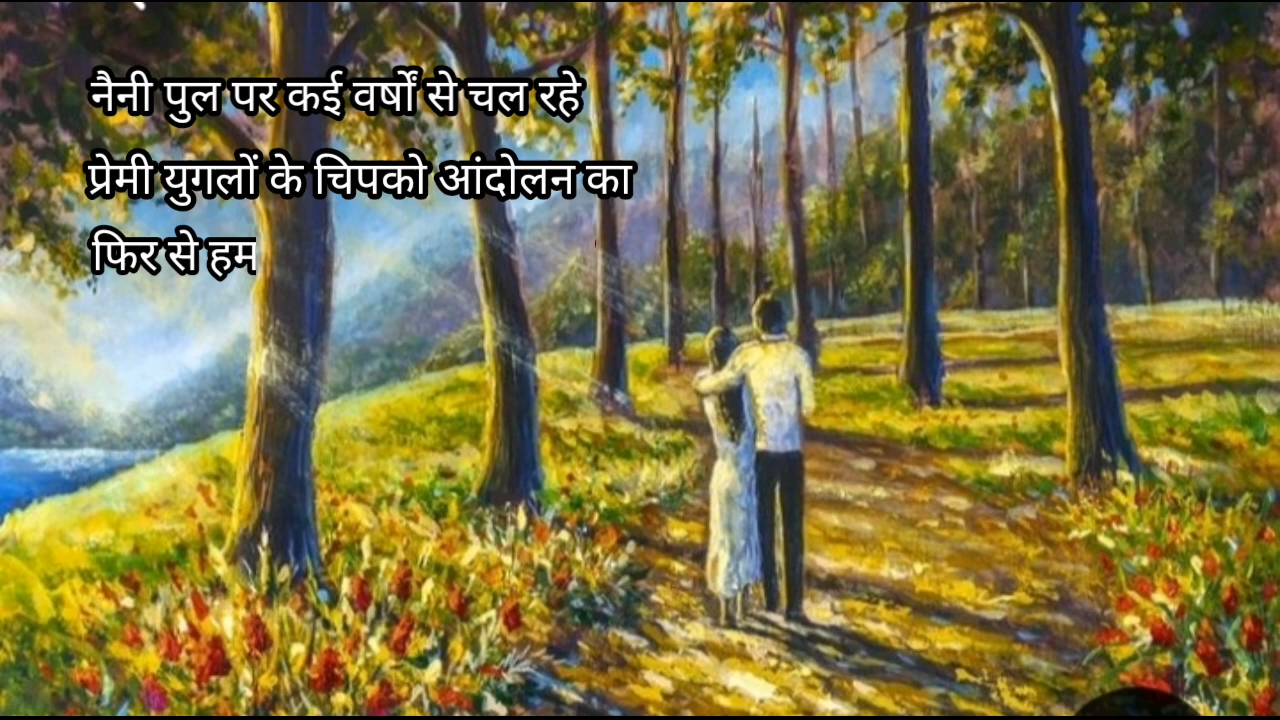 नैनी पुल पर कई वर्षों से चल रहे
प्रेमी युगलों के चिपको आंदोलन का
फिर से हम